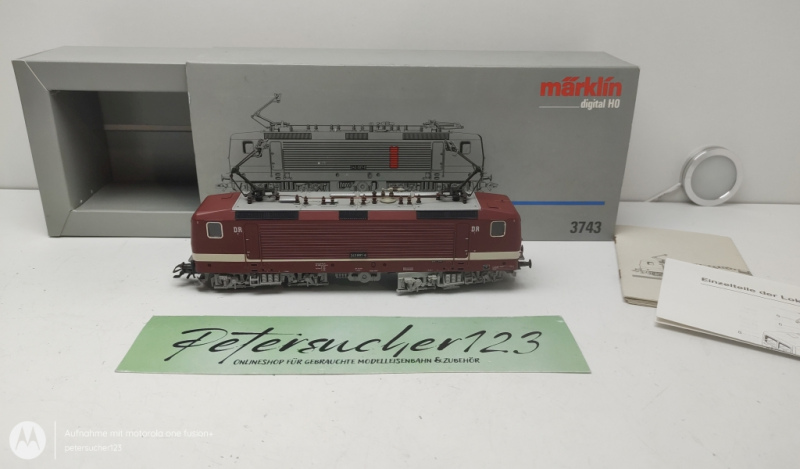 märklin
digital H0
3743
DR
DR
Einzelteile der Lok
Petersucher123
ONLINESHOP FÜR GEBRAUCHTE MODELLEISENBAHN & ZUBEHÖR
Aufnahme mit motorola one fusion+
petersucher123